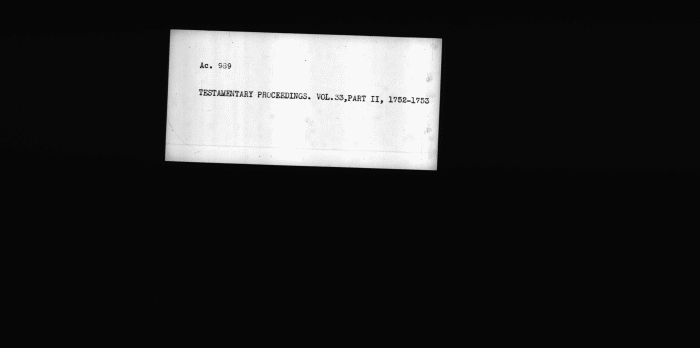 Ac. 989
TESTAMENTARY PROCEEDINGS. VOL.33,PART II, 1752-1753